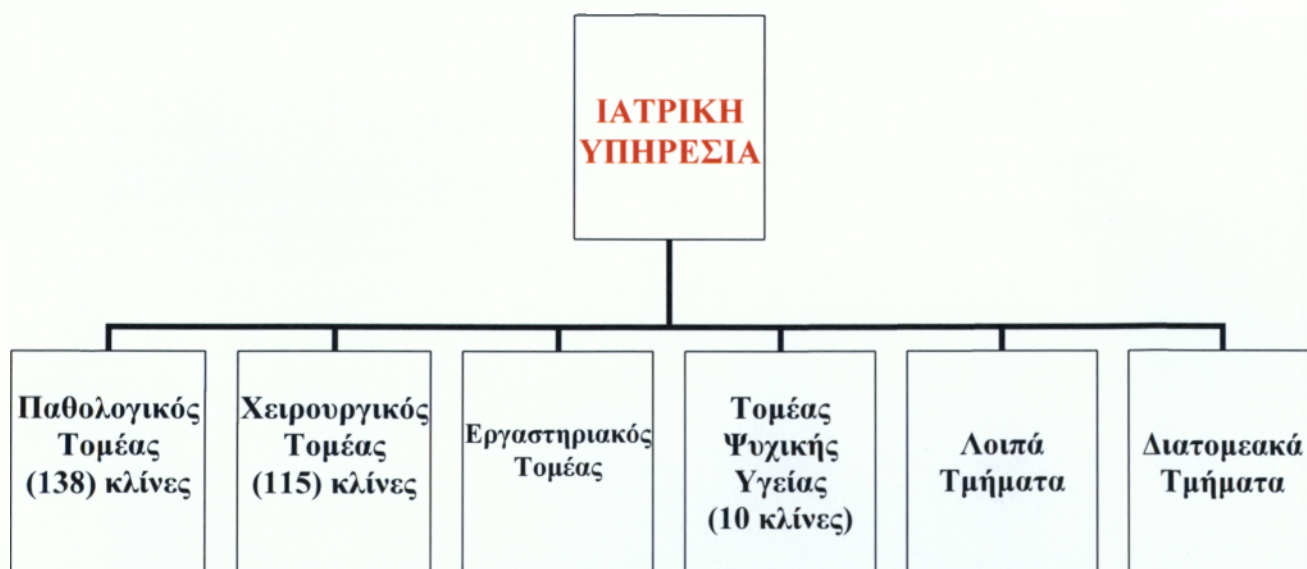 ΙΑΤΡΙΚΗ
ΥΠΗΡΕΣΙΑ
Παθολογικός
Τομέας
(138) κλίνες
Χειρουργικός
Τομέας
(115) κλίνες
Εργαστηριακός
Τομέας
Τομέας
Ψυχικής
Υγείας
(10 κλίνες)
Λοιπά
Τμήματα
Διατομεακά
Τμήματα